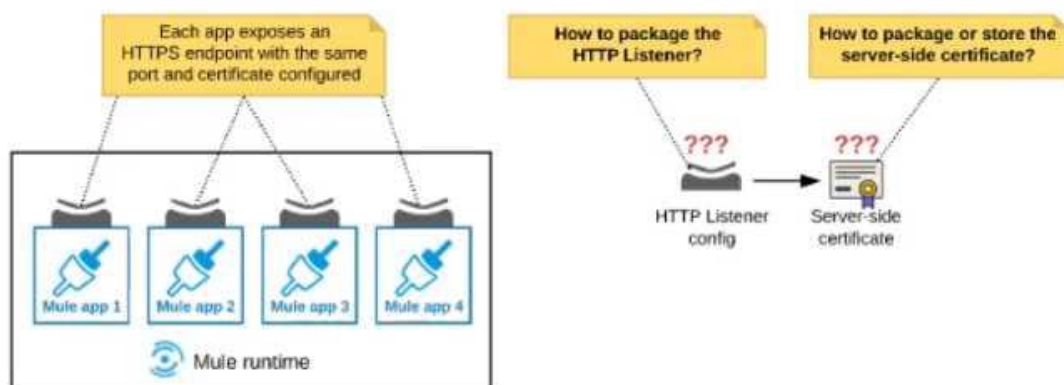 Each app exposes an
HTTPS endpoint with the same
port and certificate configured
How to package the
HTTP Listener?
How to package or store the
server-side certificate?
???
???
HTTP Listener
config
Server-side
certificate
Mule app 1
Mule app 2
Mule app 3
Mule app 4
Mule runtime